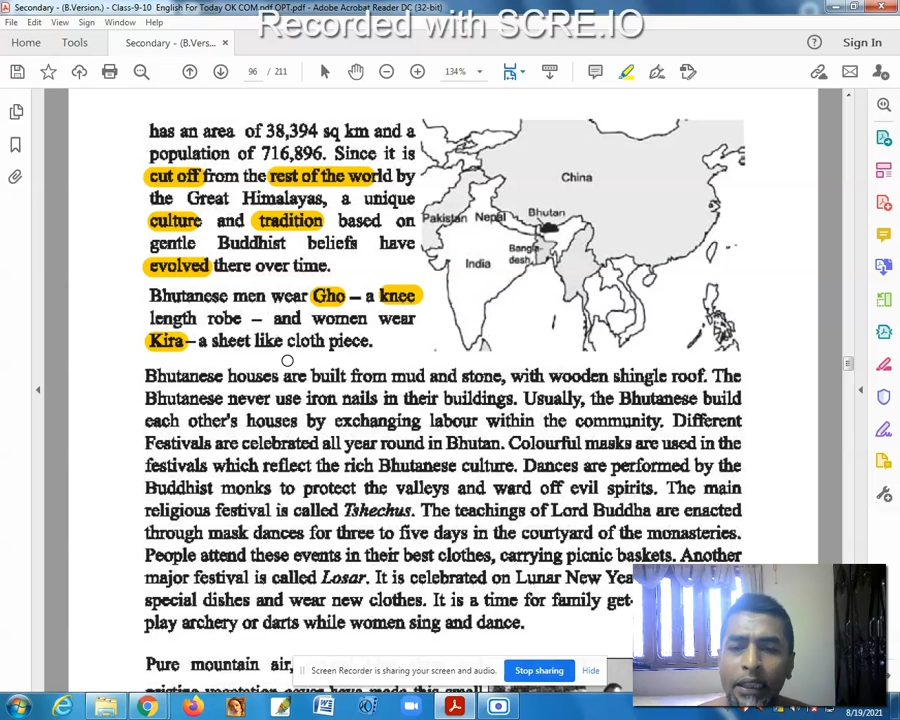 Secondary - (B.Version.) - Class-9-10 English For Today OK COM.pdf OPT.pdf - Adobe Acrobat Reader DC (32-bit)
Recorded with SCRE.IO
File Edit View Sign Window Help
Home Tools Secondary - (B.Vers... × Sign In
96 / 211 134%
has an area of 38,394 sq km and a
population of 716,896. Since it is
cut off from the rest of the world by
the Great Himalayas, a unique
culture and tradition based on
gentle Buddhist beliefs have
evolved there over time.
Bhutanese men wear Gho – a knee
length robe – and women wear
Kira– a sheet like cloth piece.
China
Pakistan Nepal Bhutan
Bangla-
desh
India
Bhutanese houses are built from mud and stone, with wooden shingle roof. The
Bhutanese never use iron nails in their buildings. Usually, the Bhutanese build
each other's houses by exchanging labour within the community. Different
Festivals are celebrated all year round in Bhutan. Colourful masks are used in the
festivals which reflect the rich Bhutanese culture. Dances are performed by the
Buddhist monks to protect the valleys and ward off evil spirits. The main
religious festival is called Tshechus. The teachings of Lord Buddha are enacted
through mask dances for three to five days in the courtyard of the monasteries.
People attend these events in their best clothes, carrying picnic baskets. Another
major festival is called Losar. It is celebrated on Lunar New Yea
special dishes and wear new clothes. It is a time for family get-
play archery or darts while women sing and dance.
Pure mountain air,
Screen Recorder is sharing your screen and audio. Stop sharing Hide
8/19/2021